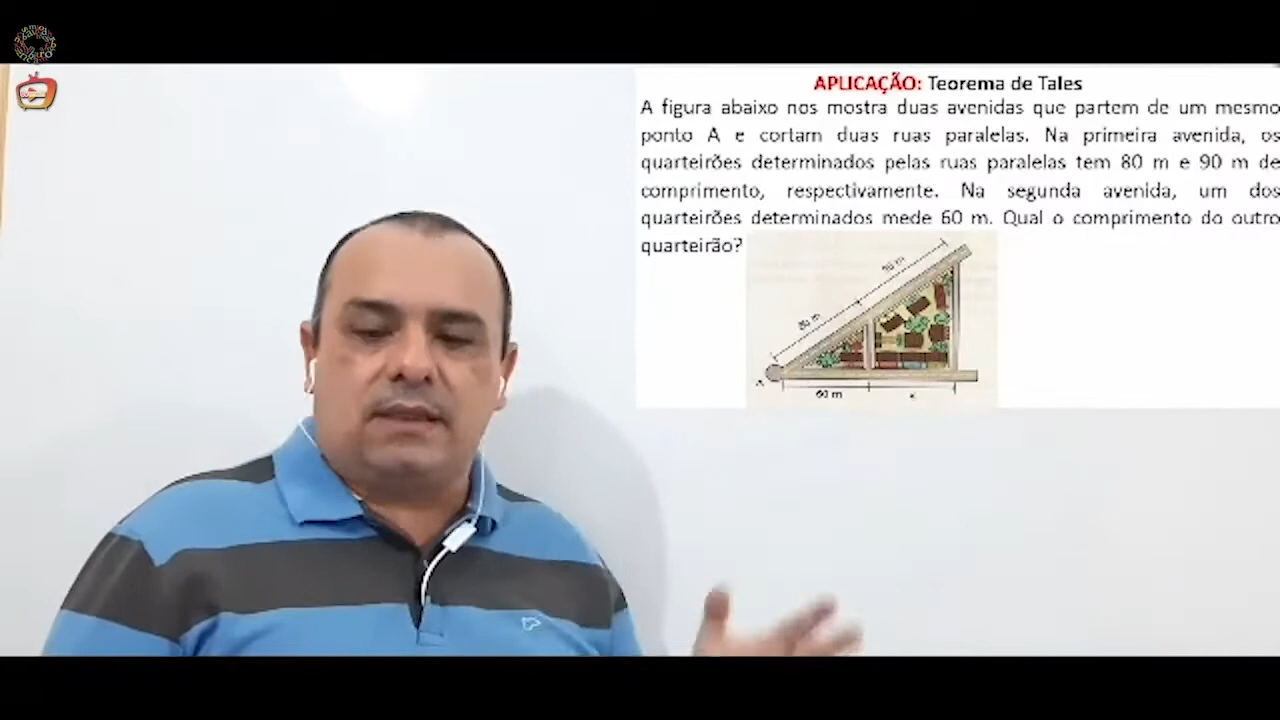 APLICAÇÃO: Teorema de Tales
A figura abaixo nos mostra duas avenidas que partem de um mesmo
ponto A e cortam duas ruas paralelas. Na primeira avenida, os
quarteirões determinados pelas ruas paralelas tem 80 m e 90 m de
comprimento, respectivamente. Na segunda avenida, um dos
quarteirões determinados mede 60 m. Qual o comprimento do outro
quarteirão?
90 m
80 m
A
60 m
x